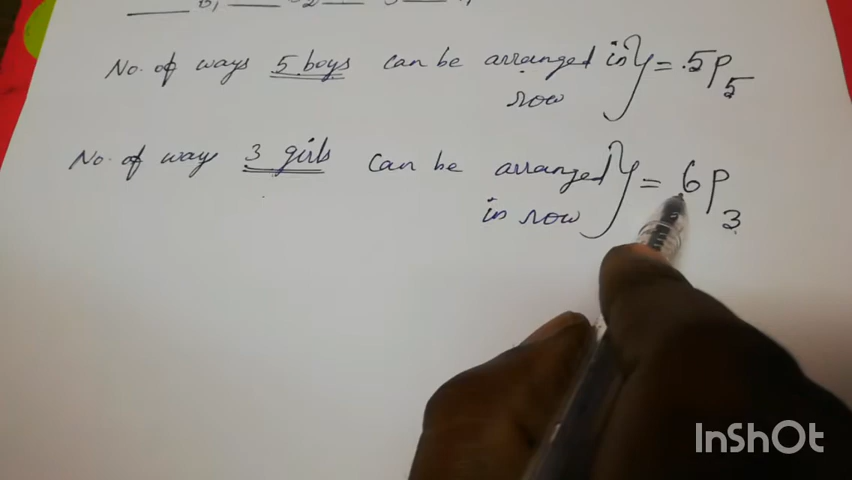 No. of ways 5 boys can be arranged in } = 5P5
row
No. of way 3 girls can be arranged } = 6P3
in row
InShOt